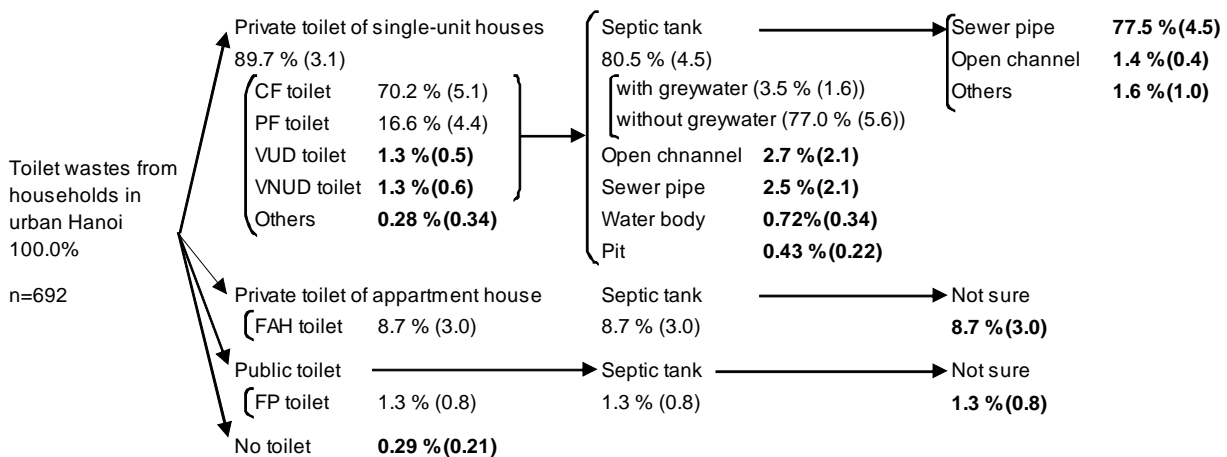 Private toilet of single-unit houses Septic tank Sewer pipe 77.5 %(4.5)
89.7 % (3.1) 80.5 % (4.5) Open channel 1.4 %(0.4)
CF toilet 70.2 % (5.1) with greywater (3.5 % (1.6)) Others 1.6 %(1.0)
PF toilet 16.6 % (4.4) without greywater (77.0 % (5.6))
VUD toilet 1.3 %(0.5) Open chnannel 2.7 %(2.1)
Toilet wastes from
households in
urban Hanoi
100.0%
n=692
VNUD toilet 1.3 %(0.6) Sewer pipe 2.5 %(2.1)
Others 0.28 %(0.34) Water body 0.72%(0.34)
Pit 0.43 %(0.22)
Private toilet of appartment house Septic tank Not sure
FAH toilet 8.7 % (3.0) 8.7 % (3.0) 8.7 %(3.0)
Public toilet Septic tank Not sure
FP toilet 1.3 % (0.8) 1.3 % (0.8) 1.3 %(0.8)
No toilet 0.29 %(0.21)